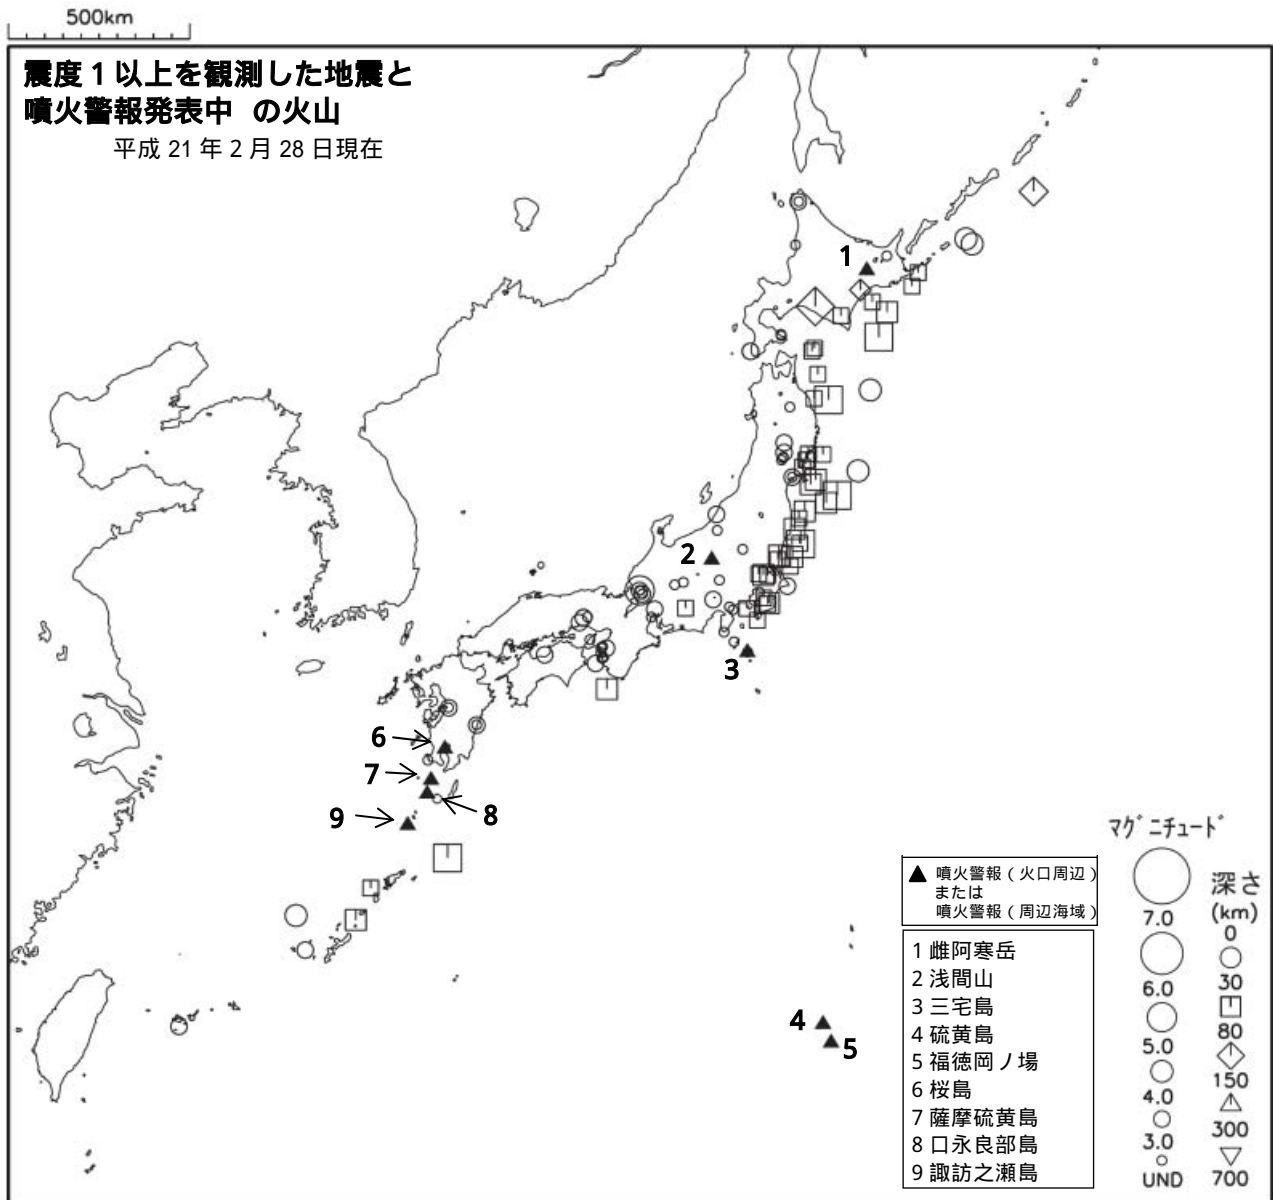 500km
震度1以上を観測した地震と
噴火警報発表中 の火山
平成 21 年 2 月 28 日現在
1
2
3
6
7
8
9
4
5
▲ 噴火警報(火口周辺)
または
噴火警報(周辺海域)
1 雌阿寒岳
2 浅間山
3 三宅島
4 硫黄島
5 福徳岡ノ場
6 桜島
7 薩摩硫黄島
8 口永良部島
9 諏訪之瀬島
マグニチュード
7.0
6.0
5.0
4.0
3.0
UND
深さ
(km)
0
30
80
150
300
700